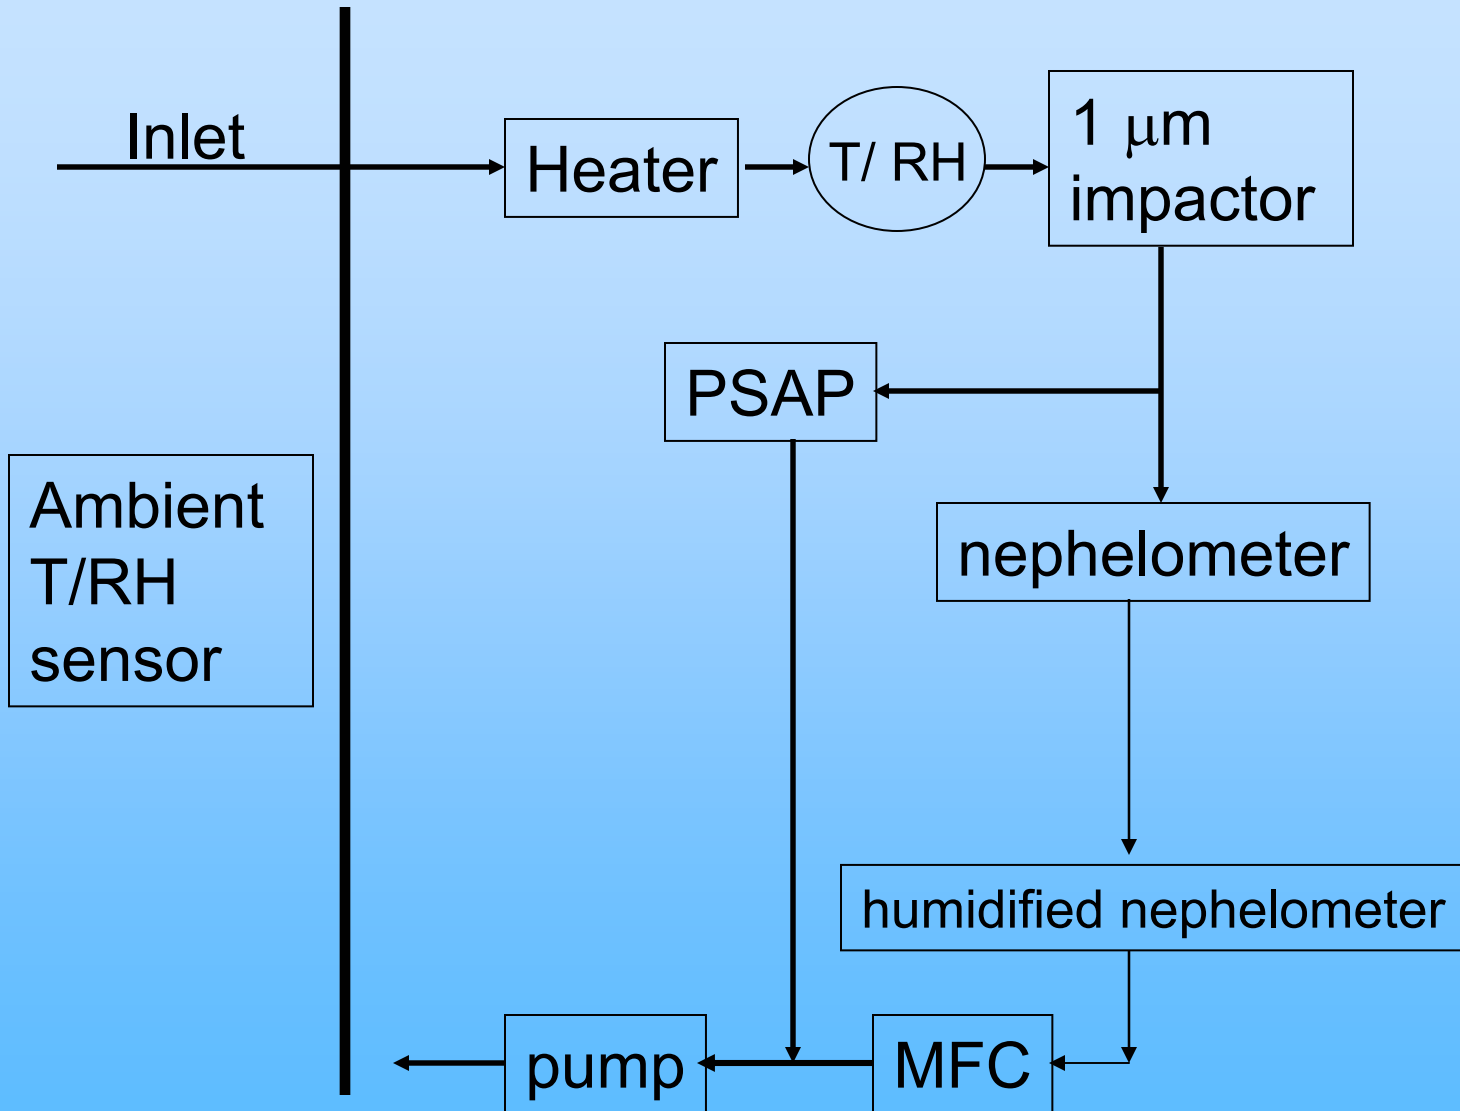 Inlet
Heater
T/ RH
1 μm
impactor
PSAP
Ambient
T/RH
sensor
nephelometer
humidified nephelometer
pump
MFC